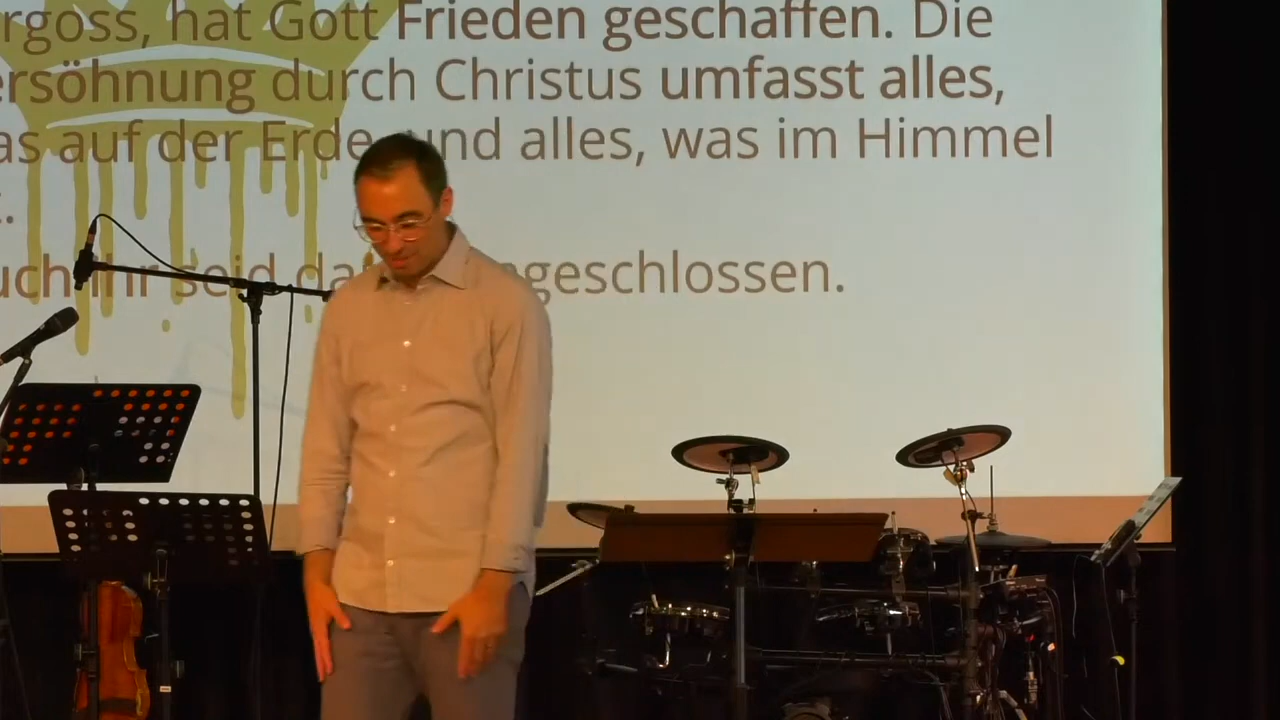 rgoss, hat Gott Frieden geschaffen. Die
ersöhnung durch Christus umfasst alles,
as auf der Erde und alles, was im Himmel
uch ihr seid geschlossen.